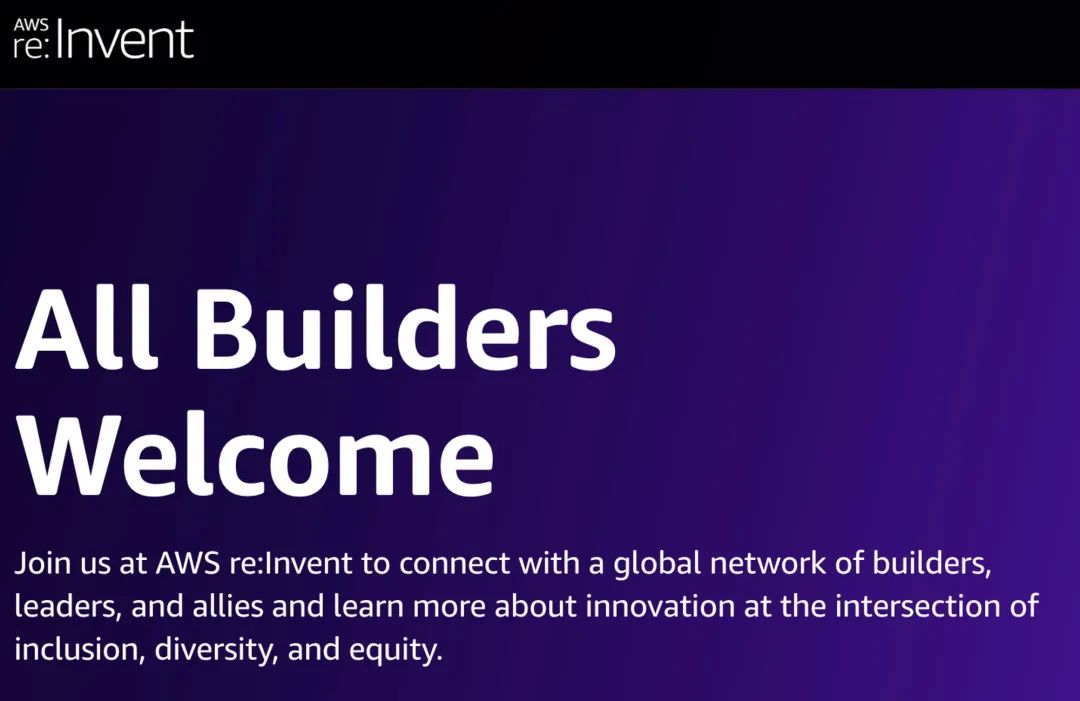 AWS
re:Invent
All Builders
Welcome
Join us at AWS re:Invent to connect with a global network of builders,
leaders, and allies and learn more about innovation at the intersection of
inclusion, diversity, and equity.